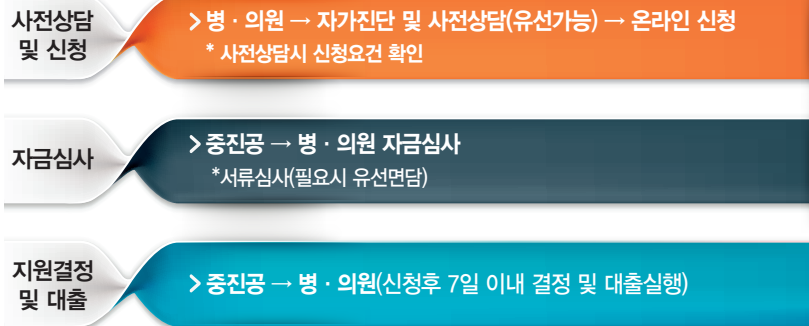 사전상담
및 신청
> 병 · 의원 → 자가진단 및 사전상담(유선가능) → 온라인 신청
* 사전상담시 신청요건 확인
자금심사
> 중진공 → 병 · 의원 자금심사
*서류심사(필요시 유선면담)
지원결정
및 대출
> 중진공 → 병 · 의원(신청후 7일 이내 결정 및 대출실행)